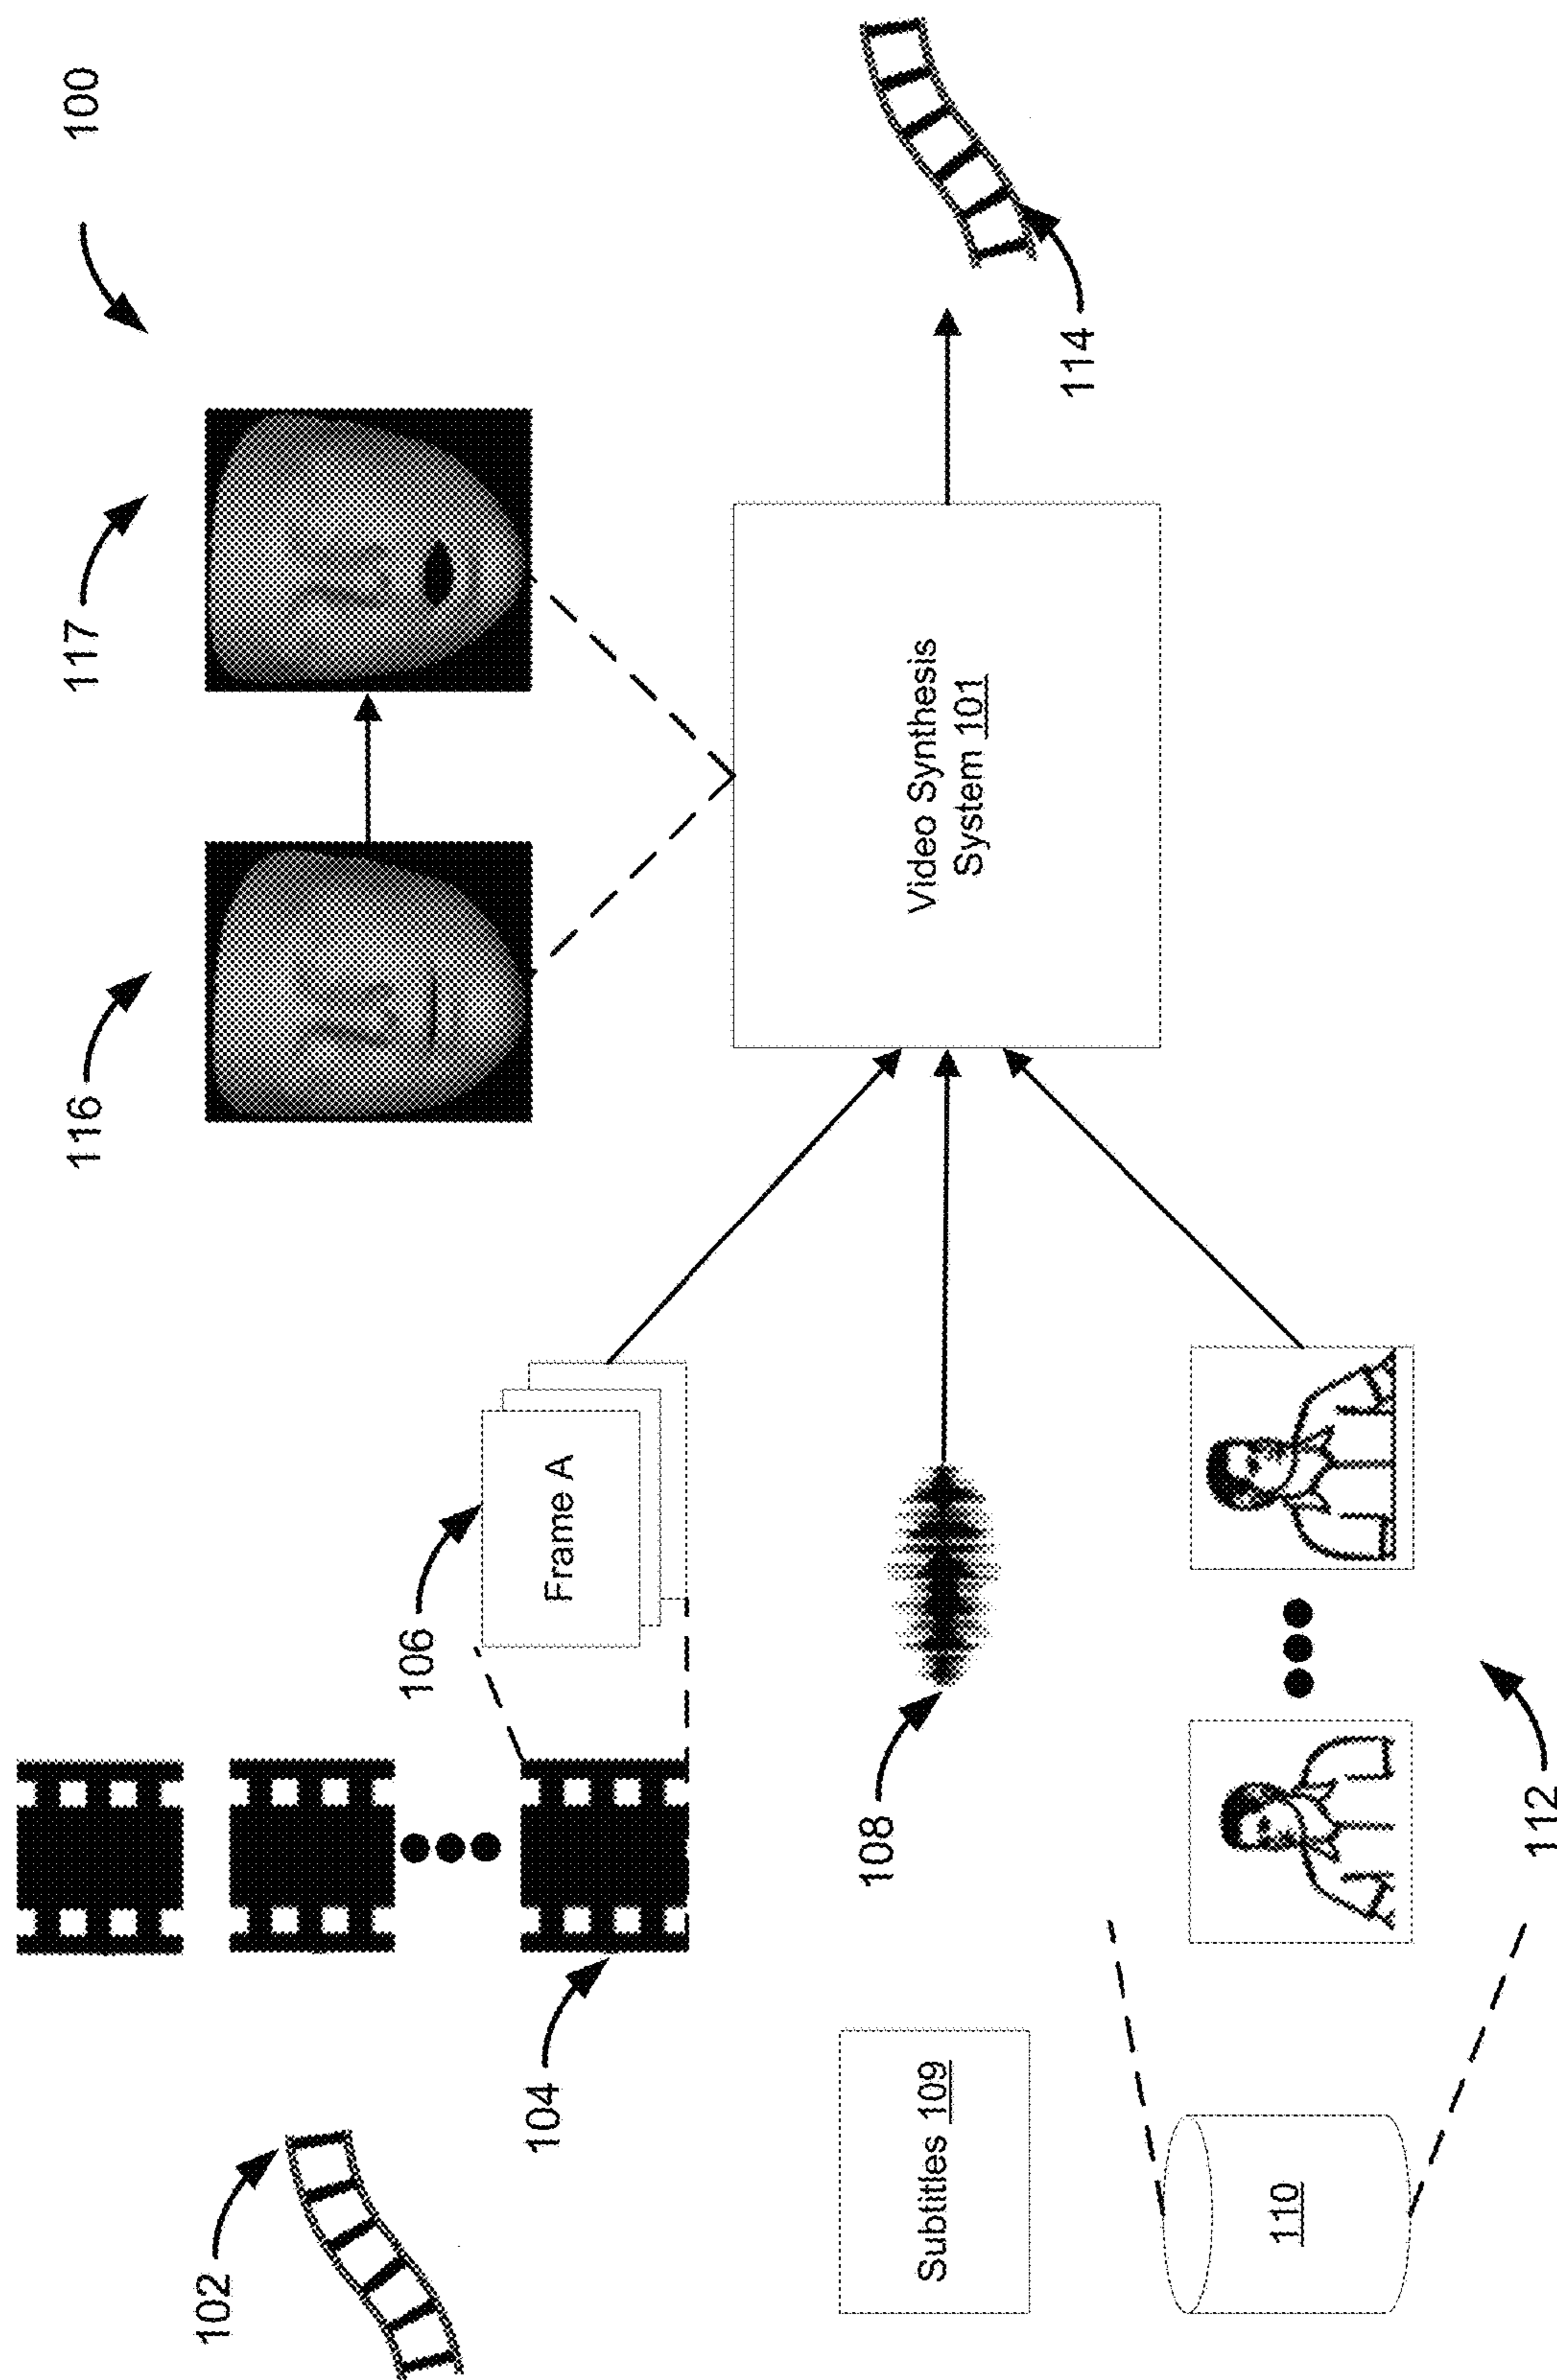 100
116
117
102
104
106
Frame A
Video Synthesis
System 101
Subtitles 109
108
114
110
112